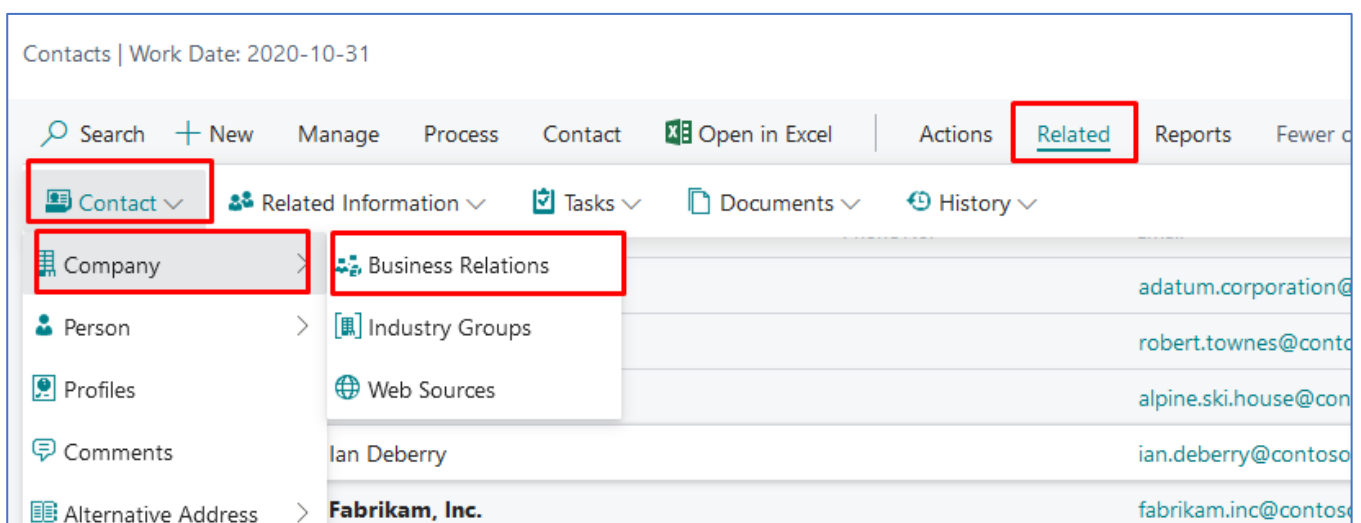 Contacts | Work Date: 2020-10-31
Search New Manage Process Contact Open in Excel Actions Related Reports Fewer
Contact Related Information Tasks Documents History
Company Business Relations
adatum.corporation@
Person Industry Groups
robert.townes@conto
Profiles Web Sources
alpine.ski.house@con
Comments Ian Deberry ian.deberry@contoso
Alternative Address Fabrikam, Inc. fabrikam.inc@contoso